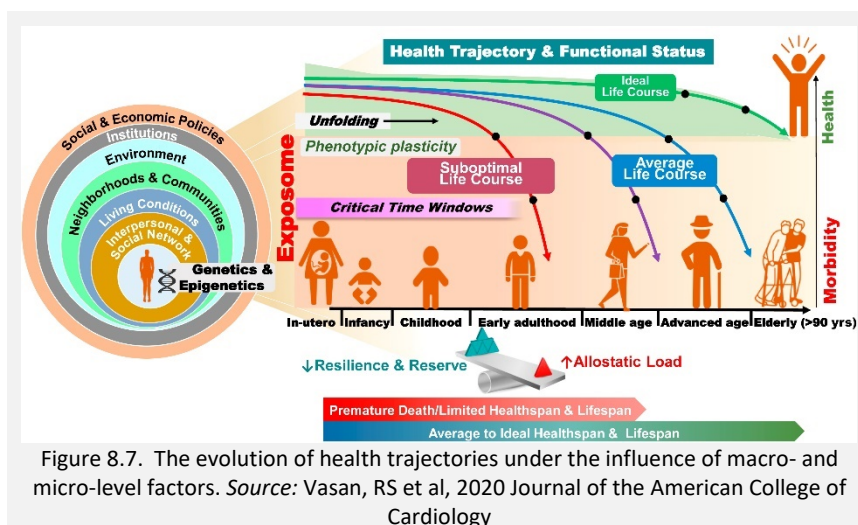 Health Trajectory & Functional Status
Ideal
Life Course
Social & Economic Policies
Institutions
Environment
Neighborhoods & Communities
Living Conditions
Interpersonal &
Social Network
Genetics &
Epigenetics
Exposome
Unfolding
Phenotypic plasticity
Suboptimal
Life Course
Average
Life Course
Critical Time Windows
Health
Morbidity
In-utero
Infancy
Childhood
Early adulthood
Middle age
Advanced age
Elderly (>90 yrs)
↓Resilience & Reserve
↑Allostatic Load
Premature Death/Limited Healthspan & Lifespan
Average to Ideal Healthspan & Lifespan
Figure 8.7. The evolution of health trajectories under the influence of macro- and
micro-level factors. Source: Vasan, RS et al, 2020 Journal of the American College of
Cardiology